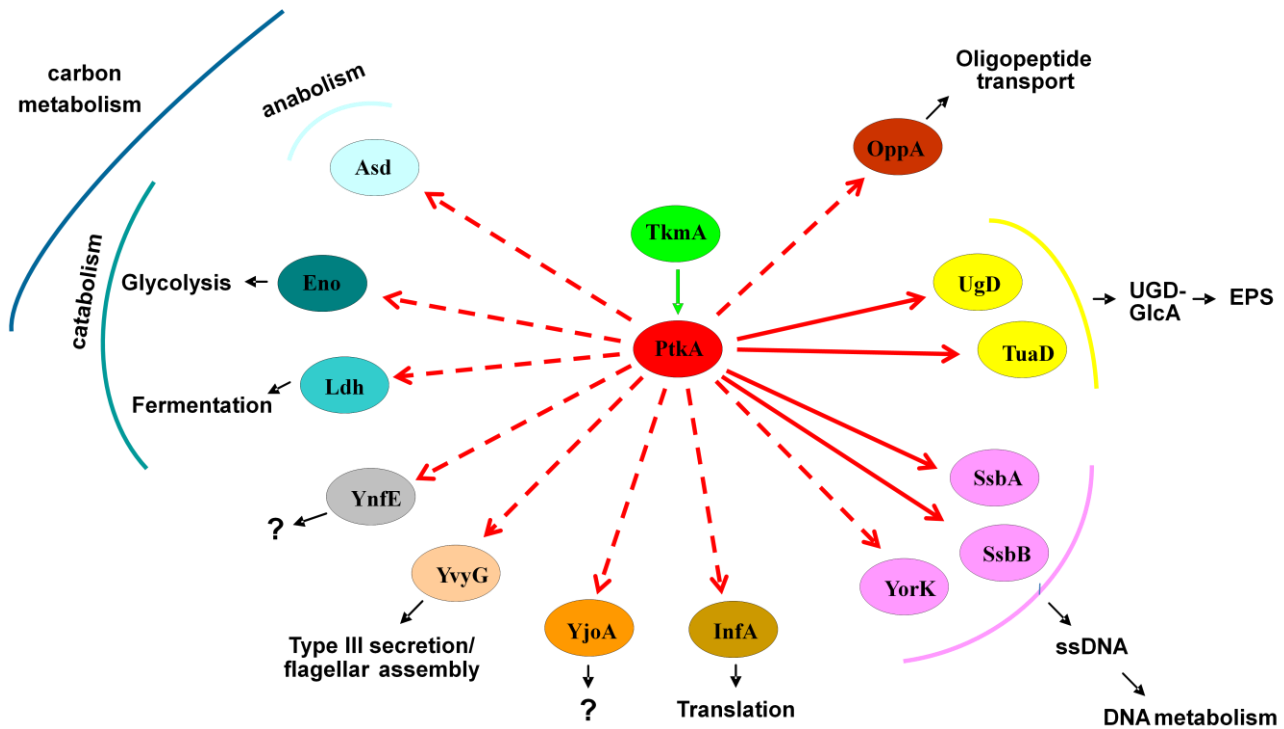 carbon
metabolism
anabolism
Asd
Oligopeptide
transport
OppA
TkmA
catabolism
Glycolysis
Eno
UgD
UGD-
GlcA
EPS
PtkA
TuaD
Ldh
Fermentation
YnfE
?
SsbA
SsbB
YvyG
YorK
Type III secretion/
flagellar assembly
YjoA
?
InfA
Translation
ssDNA
DNA metabolism